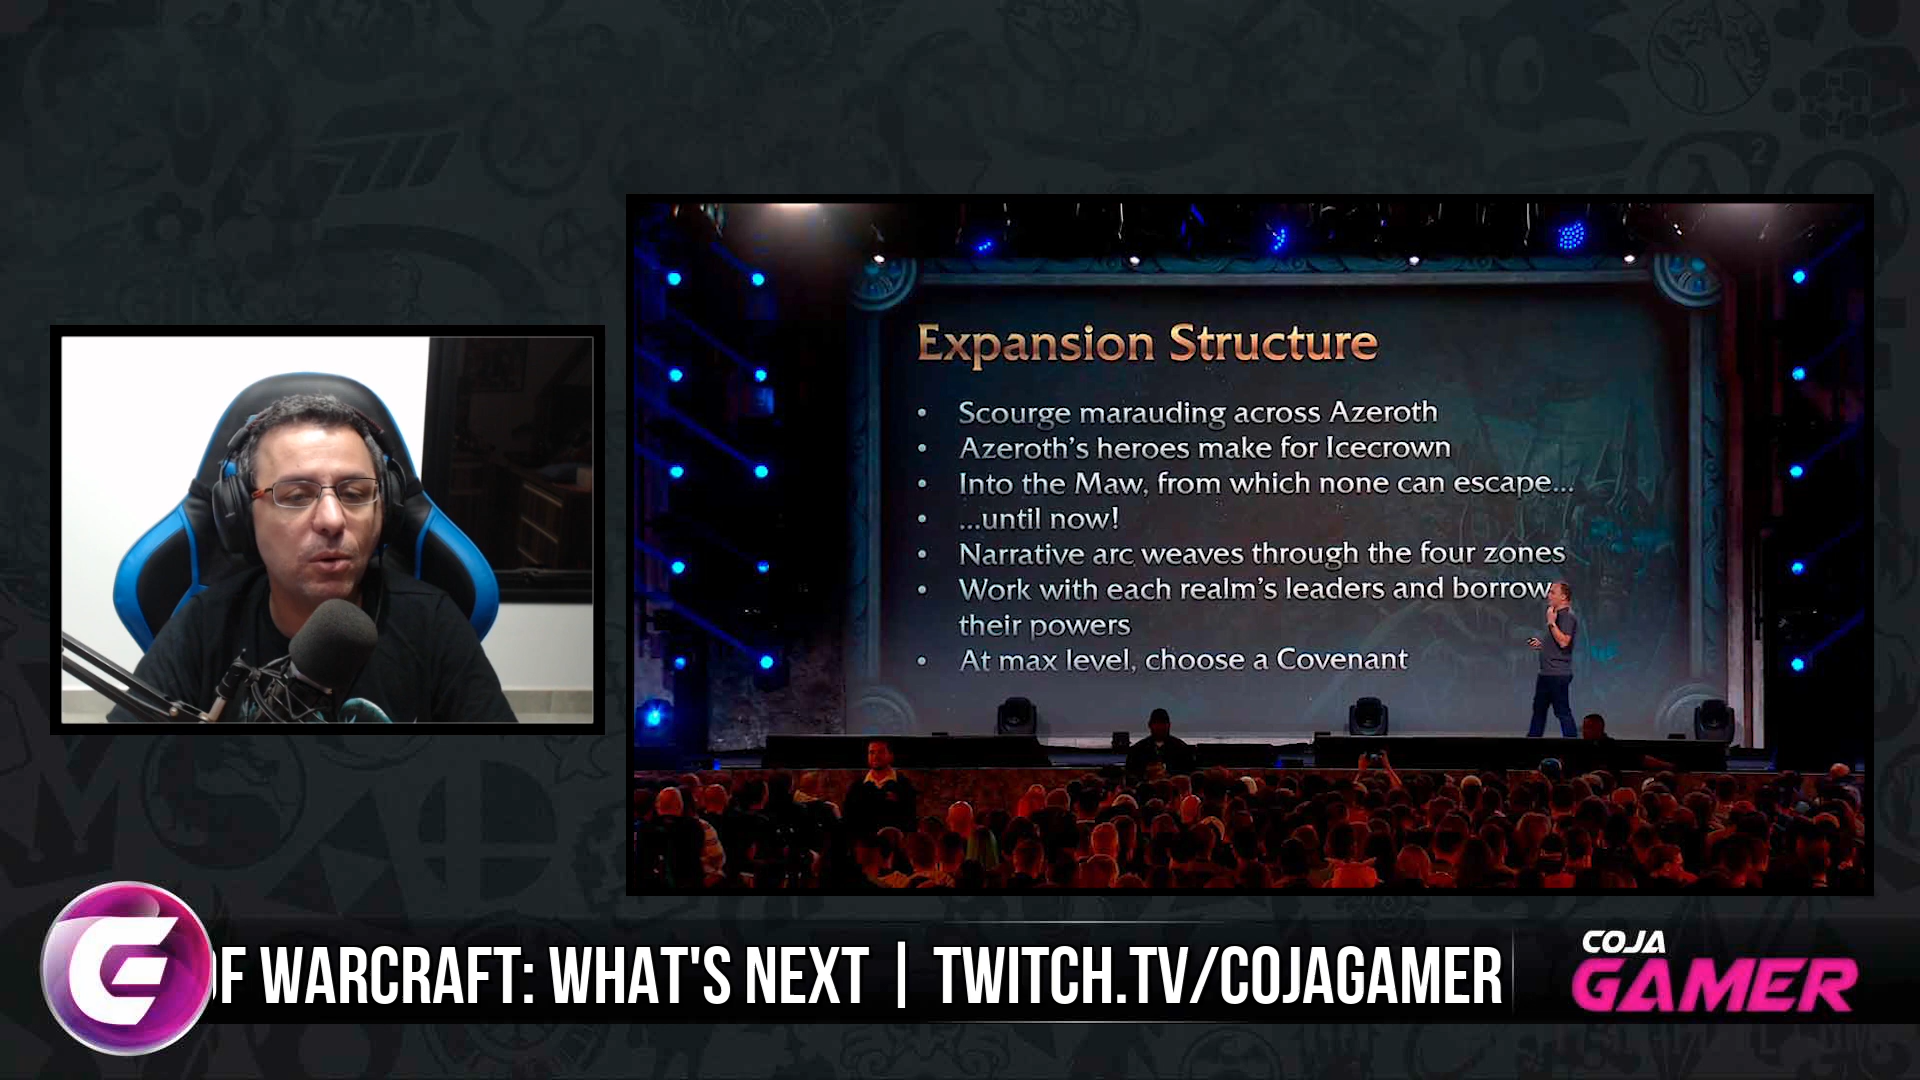 Expansion Structure
• Scourge marauding across Azeroth
• Azeroth's heroes make for Icecrown
• Into the Maw, from which none can escape...
• ...until now!
• Narrative arc weaves through the four zones
• Work with each realm's leaders and borrow
their powers
• At max level, choose a Covenant
OF WARCRAFT: WHAT'S NEXT | TWITCH.TV/COJAGAMER
COJA
GAMER